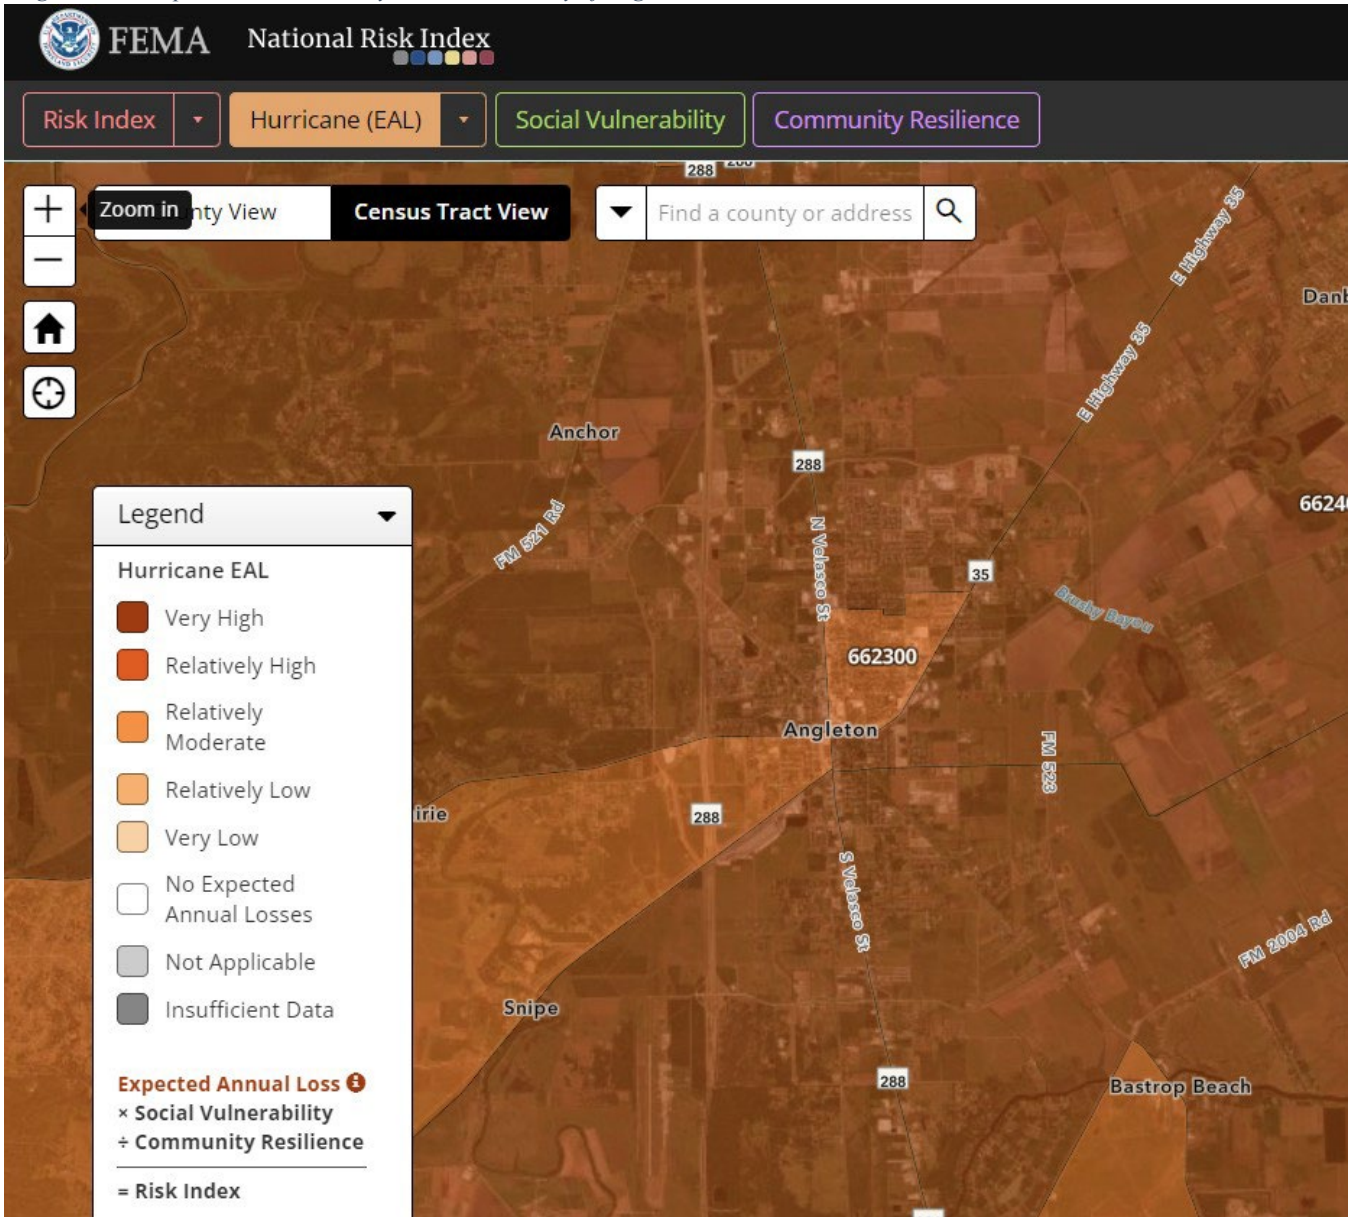 FEMA National Risk Index
Risk Index Hurricane (EAL) Social Vulnerability Community Resilience
288
Zoom in nty View Census Tract View Find a county or address
E Highway 35
Danb
E Highway 35
Anchor
288
66240
FM 521 Rd
N Velasco St
35
Brushy Bayou
662300
Angleton
FM 523
irie
288
S Velasco St
FM 2004 Rd
Snipe
288
Bastrop Beach
Legend
Hurricane EAL
Very High
Relatively High
Relatively
Moderate
Relatively Low
Very Low
No Expected
Annual Losses
Not Applicable
Insufficient Data
Expected Annual Loss
× Social Vulnerability
÷ Community Resilience
= Risk Index